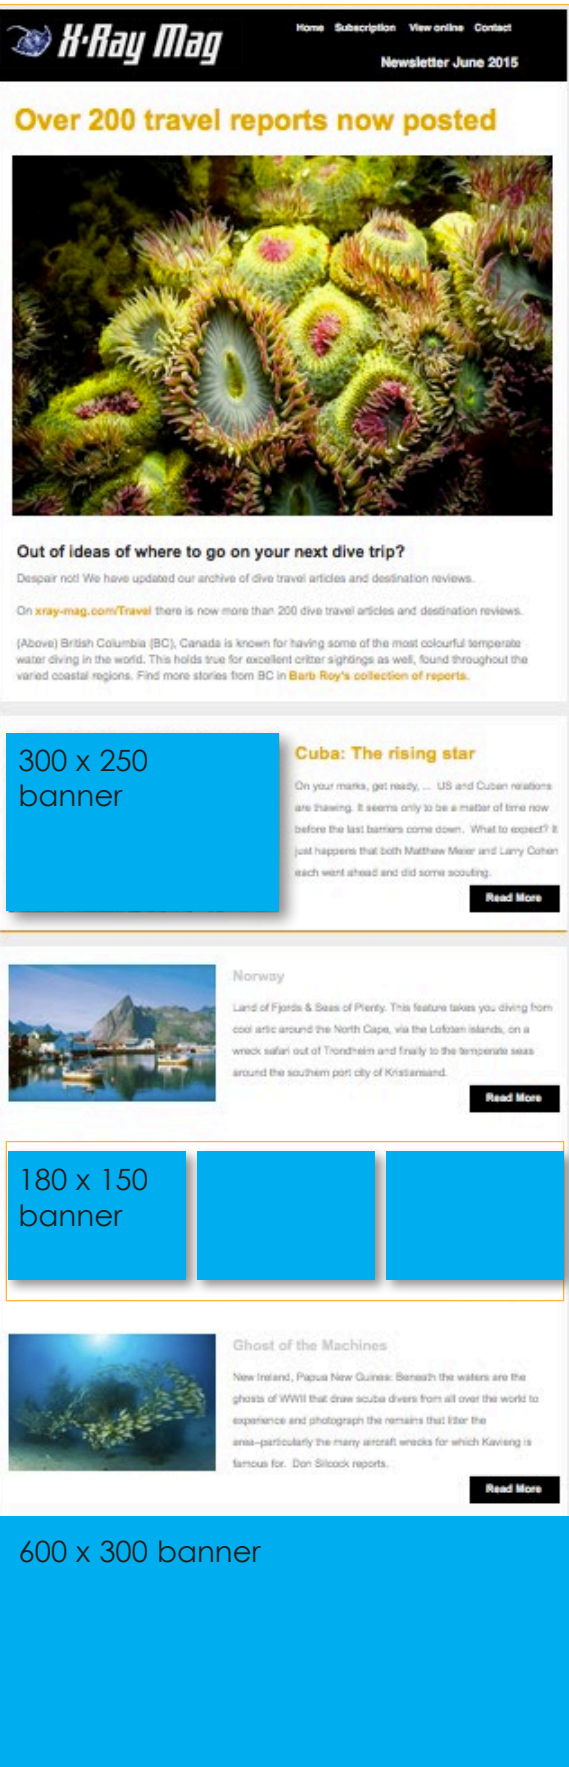 X-Ray Mag
Home Subscription View online Contact
Newsletter June 2015
Over 200 travel reports now posted
Out of ideas of where to go on your next dive trip?
Despair not! We have updated our archive of dive travel articles and destination reviews.
On xray-mag.com/Travel there is now more than 200 dive travel articles and destination reviews.
(Above) British Columbia (BC), Canada is known for having some of the most colourful temperate
water diving in the world. This holds true for excellent critter sightings as well, found throughout the
varied coastal regions. Find more stories from BC in Barb Roy's collection of reports.
300 x 250
banner
Cuba: The rising star
On your marks, get ready, ... US and Cuban relations
are thawing. It seems only to be a matter of time now
before the last barriers come down. What to expect? It
just happens that both Matthew Meier and Larry Cohen
each went ahead and did some scouting.
Read More
Norway
Land of Fjords & Seas of Plenty. This feature takes you diving from
cool artic around the North Cape, via the Lofoten islands, on a
wreck safari out of Trondheim and finally to the temperate seas
around the southern port city of Kristiansand.
Read More
180 x 150
banner
Ghost of the Machines
New Ireland, Papua New Guinea: Beneath the waters are the
ghosts of WWII that draw scuba divers from all over the world to
experience and photograph the remains that litter the
area–particularly the many aircraft wrecks for which Kavieng is
famous for. Don Silcock reports.
Read More
600 x 300 banner